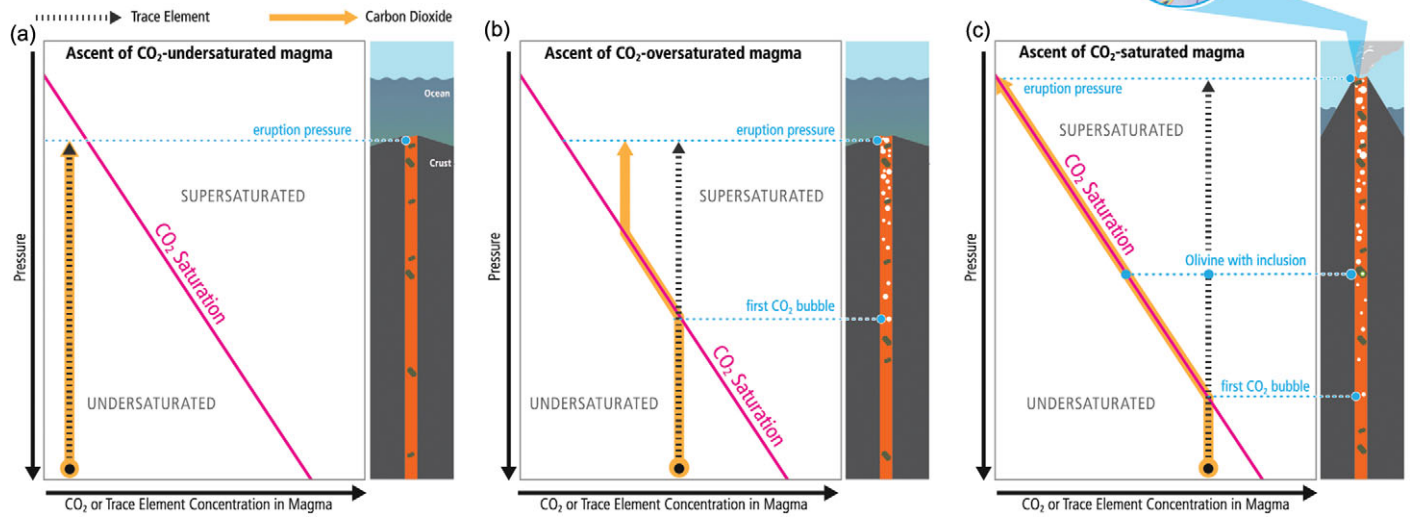 Trace Element
Carbon Dioxide
(a)
Ascent of CO₂-undersaturated magma
Ocean
eruption pressure
Crust
SUPERSATURATED
CO₂ Saturation
Pressure
UNDERSATURATED
CO₂ or Trace Element Concentration in Magma
(b)
Ascent of CO₂-oversaturated magma
eruption pressure
SUPERSATURATED
Pressure
first CO₂ bubble
CO₂ Saturation
UNDERSATURATED
CO₂ or Trace Element Concentration in Magma
(c)
Ascent of CO₂-saturated magma
eruption pressure
SUPERSATURATED
CO₂ Saturation
Pressure
Olivine with inclusion
first CO₂ bubble
UNDERSATURATED
CO₂ or Trace Element Concentration in Magma